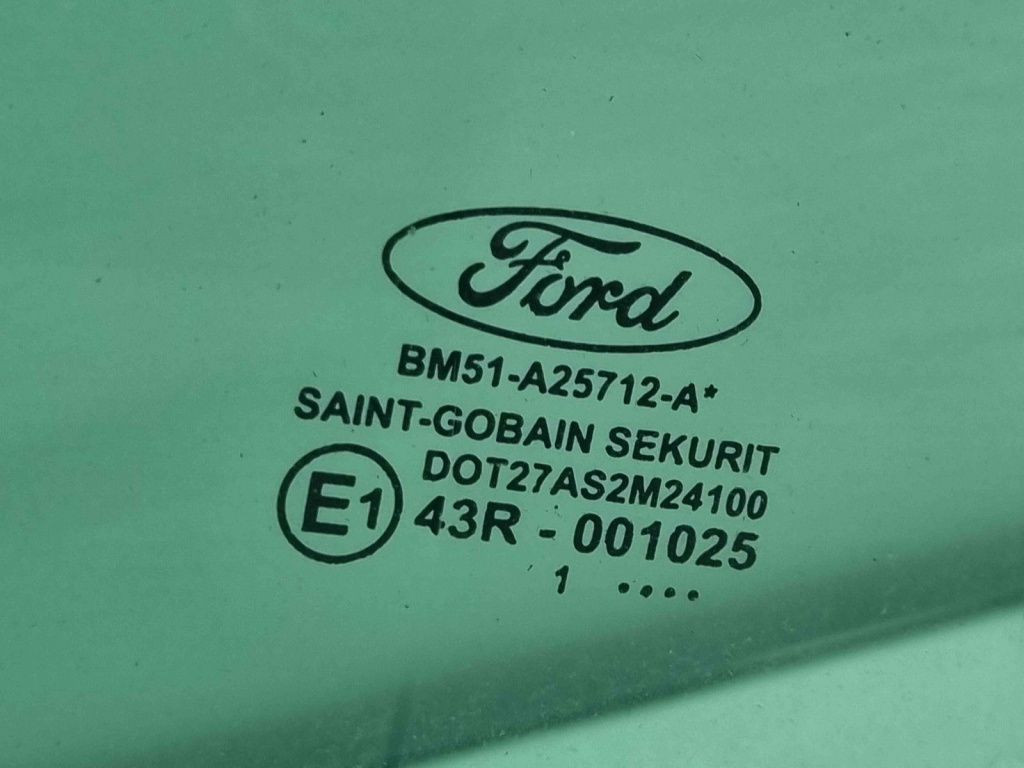 Ford
BM51-A25712-A*
SAINT-GOBAIN SEKURIT
DOT27AS2M24100
E1 43R - 001025
1 ....